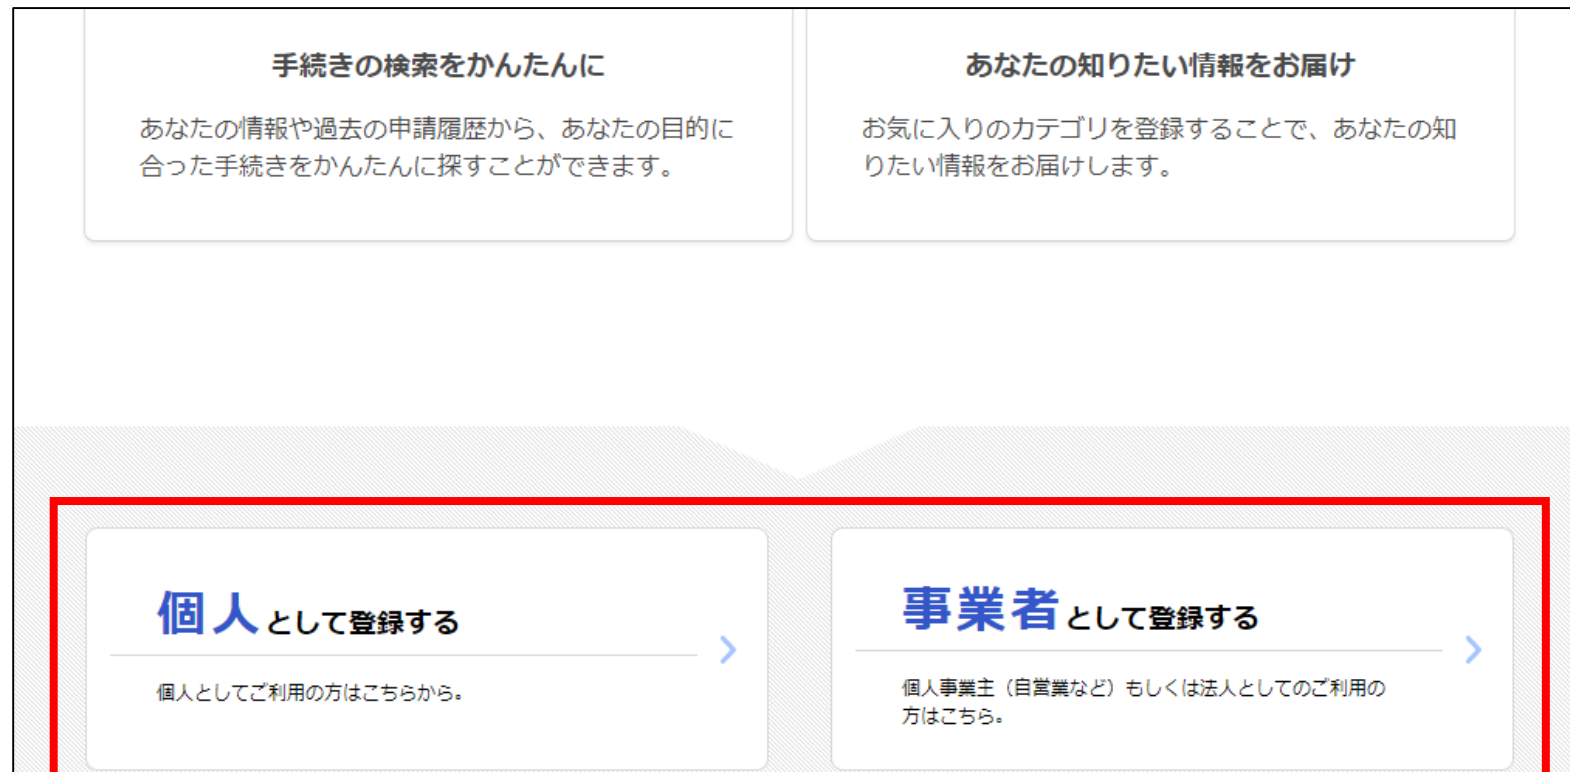 手続きの検索をかんたんに
あなたの情報や過去の申請履歴から、あなたの目的に
合った手続きをかんたんに探すことができます。
あなたの知りたい情報をお届け
お気に入りのカテゴリを登録することで、あなたの知
りたい情報をお届けします。
個人として登録する
個人としてご利用の方はこちらから。
事業者として登録する
個人事業主（自営業など）もしくは法人としてのご利用の
方はこちら。